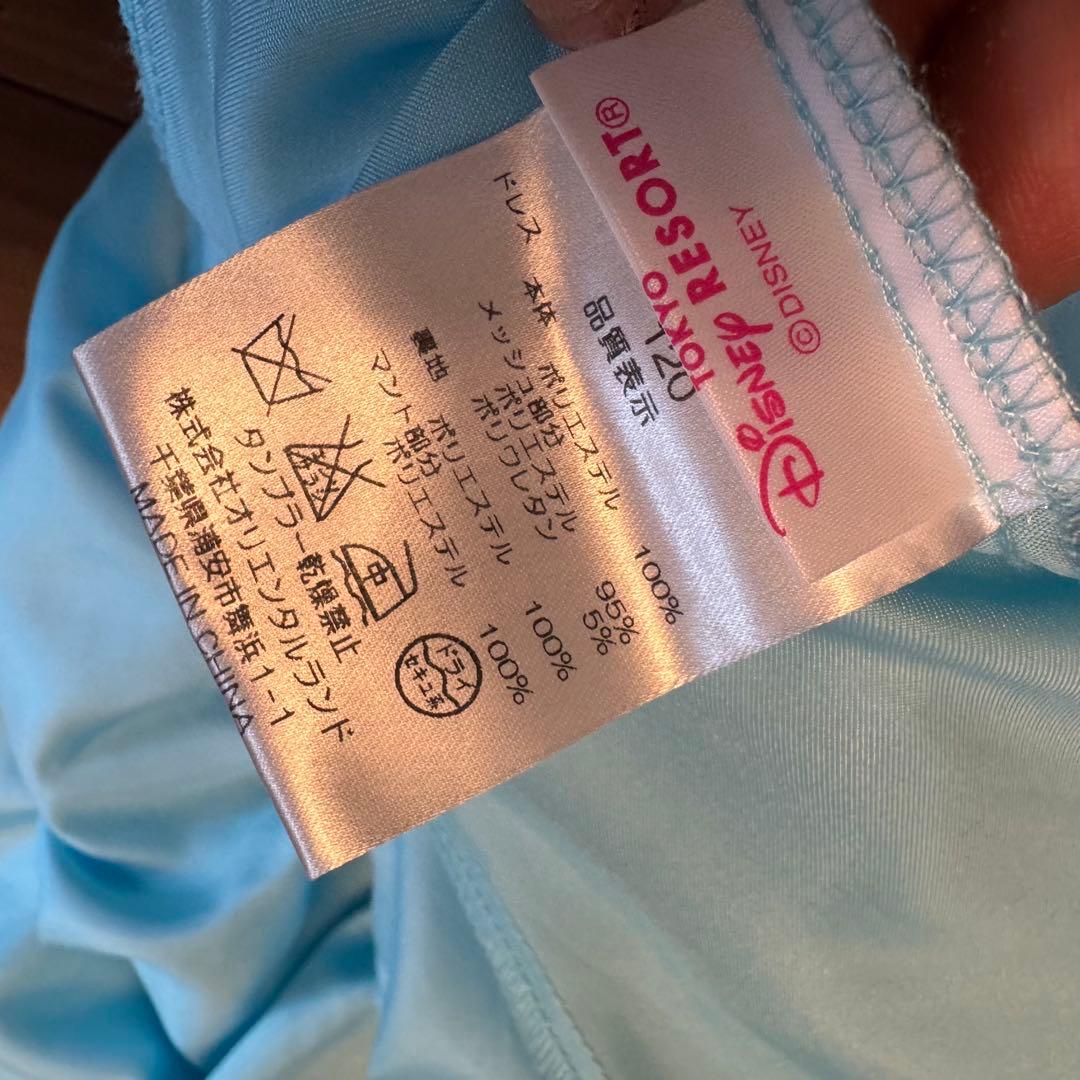 TOKYO
DISNEY RESORT®
©DISNEY
120
品質表示
ドレス 本体 ポリエステル 100%
メッシュ部分
ポリエステル 95%
ポリウレタン 5%
裏地 ポリエステル 100%
マント部分
ポリエステル 100%
中
ドライ
セキユ系
タンブラー乾燥禁止
株式会社オリエンタルランド
千葉県浦安市舞浜1-1
MADE IN CHINA